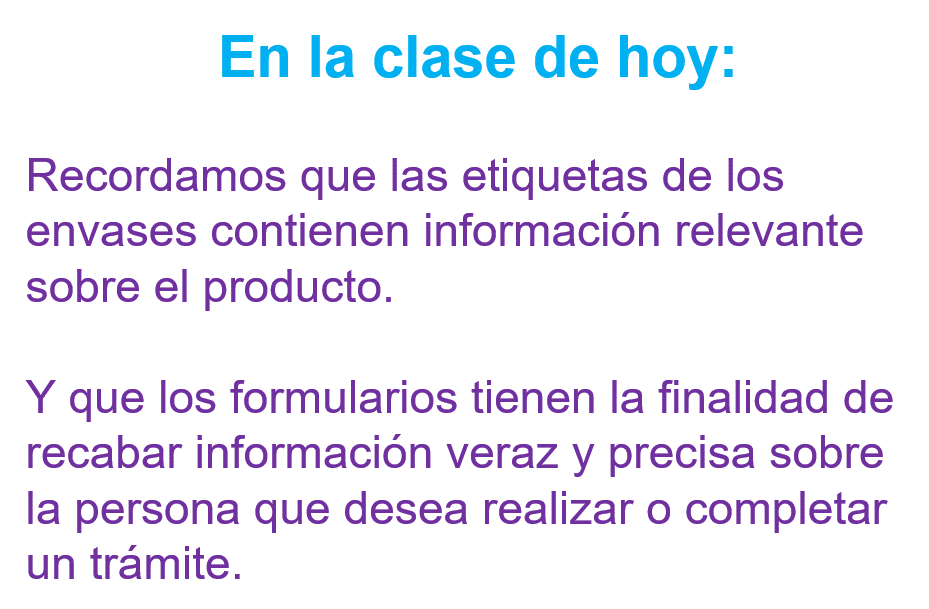 En la clase de hoy:
Recordamos que las etiquetas de los
envases contienen información relevante
sobre el producto.
Y que los formularios tienen la finalidad de
recabar información veraz y precisa sobre
la persona que desea realizar o completar
un trámite.